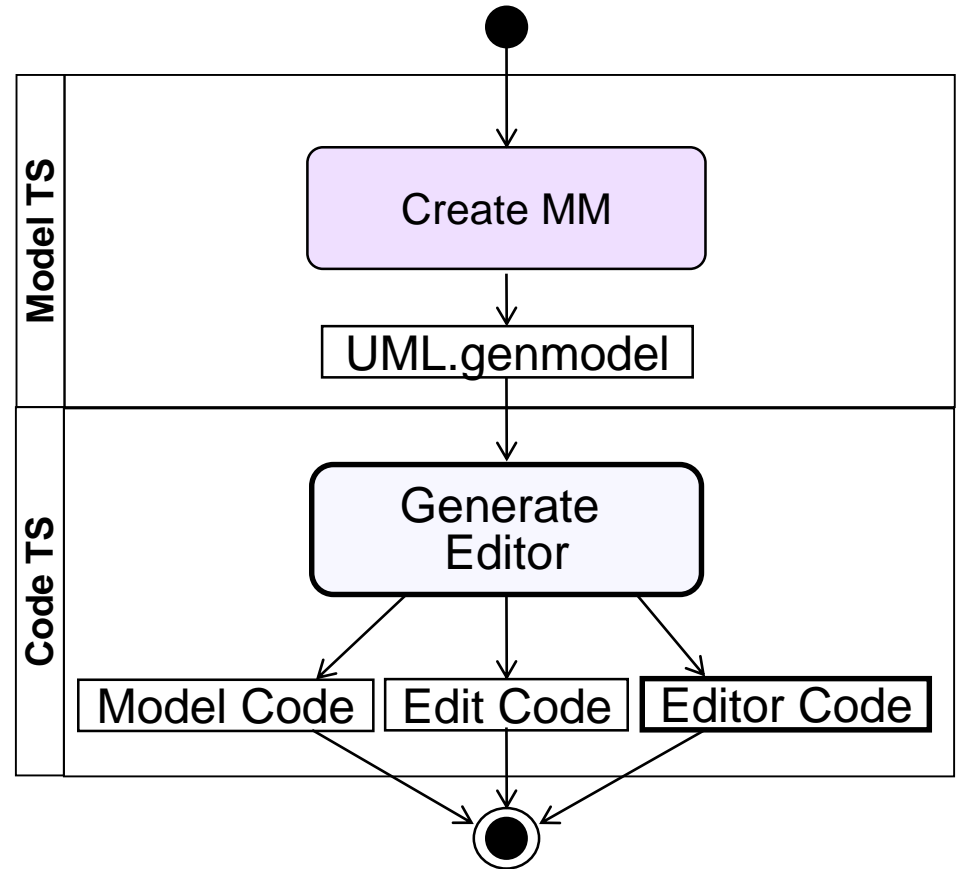 Model TS
Create MM
UML.genmodel
Code TS
Generate
Editor
Model Code
Edit Code
Editor Code